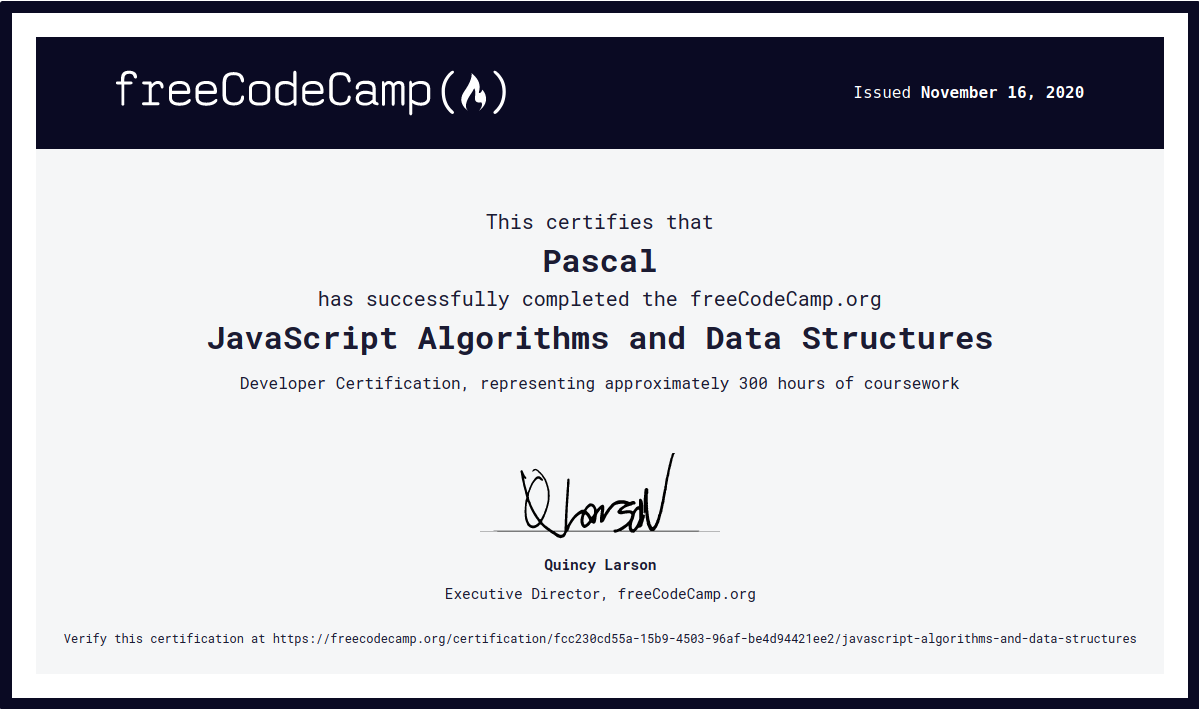 freeCodeCamp
Issued November 16, 2020
This certifies that
Pascal
has successfully completed the freeCodeCamp.org
JavaScript Algorithms and Data Structures
Developer Certification, representing approximately 300 hours of coursework
Q Larson
Quincy Larson
Executive Director, freeCodeCamp.org
Verify this certification at https://freecodecamp.org/certification/fcc230cd55a-15b9-4503-96af-be4d94421ee2/javascript-algorithms-and-data-structures